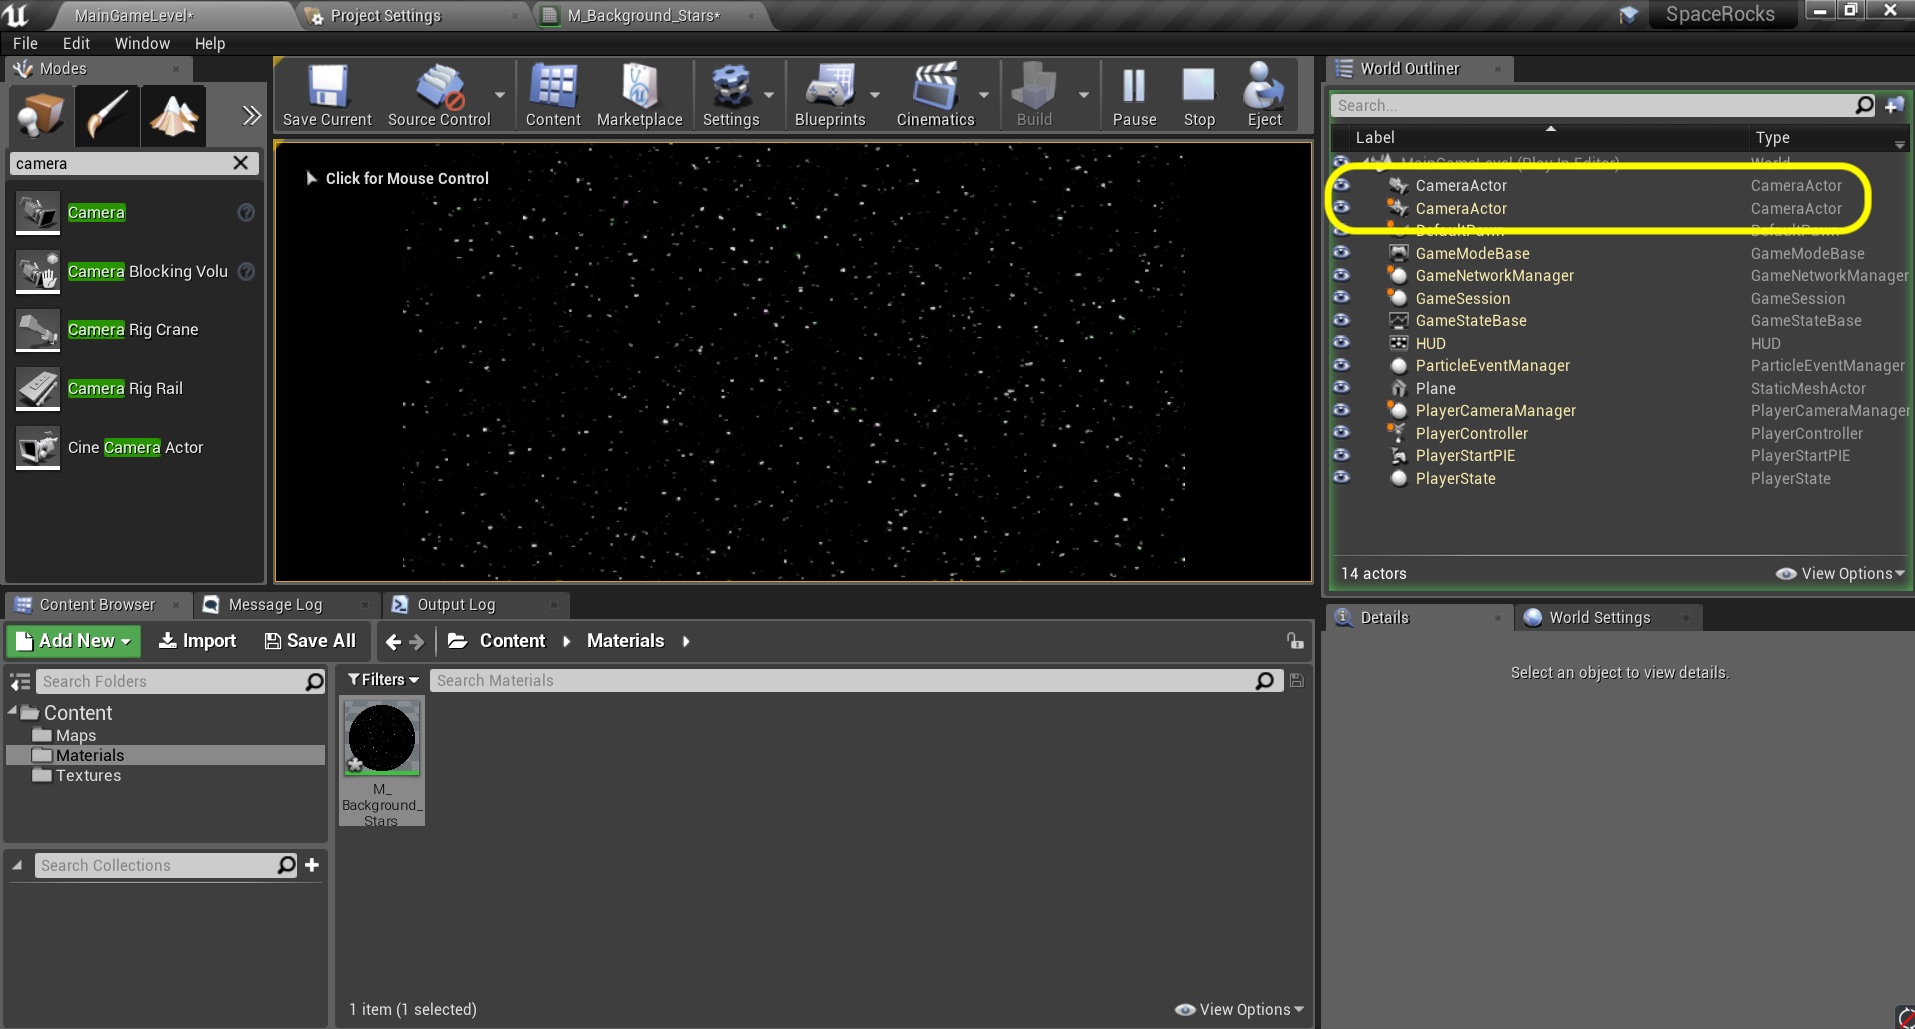 MainGameLevel*
Project Settings
M_Background_Stars*
SpaceRocks
File Edit Window Help
Modes
Save Current
Source Control
Content
Marketplace
Settings
Blueprints
Cinematics
Build
Pause
Stop
Eject
camera
Camera
Camera Blocking Volu
Camera Rig Crane
Camera Rig Rail
Cine Camera Actor
Click for Mouse Control
World Outliner
Search...
Label Type
MainGameLevel (Play In Editor) World
CameraActor CameraActor
CameraActor CameraActor
DefaultPawn DefaultPawn
GameModeBase GameModeBase
GameNetworkManager GameNetworkManager
GameSession GameSession
GameStateBase GameStateBase
HUD HUD
ParticleEventManager ParticleEventManager
Plane StaticMeshActor
PlayerCameraManager PlayerCameraManager
PlayerController PlayerController
PlayerStartPIE PlayerStartPIE
PlayerState PlayerState
14 actors
View Options
Content Browser
Message Log
Output Log
Add New
Import
Save All
Content
Materials
Search Folders
Content
Maps
Materials
Textures
Search Collections
Filters
Search Materials
M_
Background_
Stars
1 item (1 selected)
View Options
Details
World Settings
Select an object to view details.